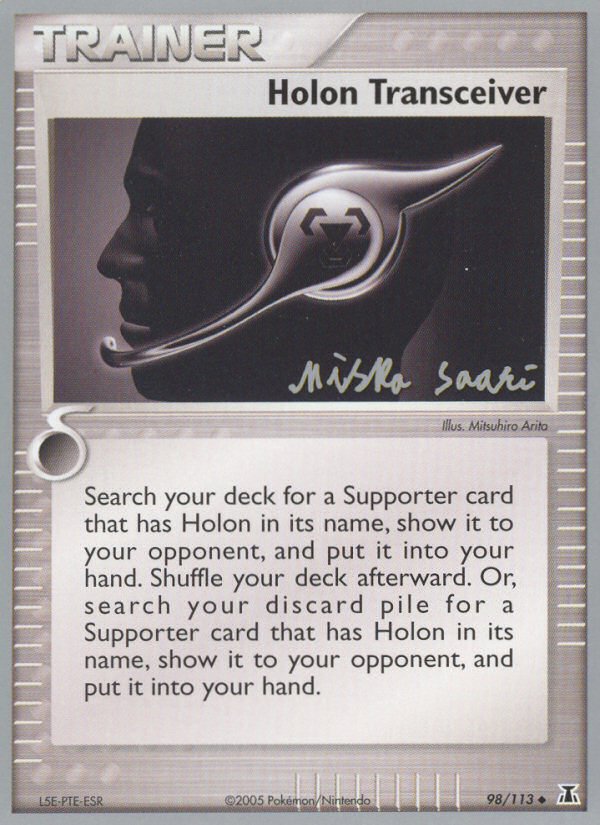 TRAINER
Holon Transceiver
Miska Saari
Illus. Mitsuhiro Arita
Search your deck for a Supporter card
that has Holon in its name, show it to
your opponent, and put it into your
hand. Shuffle your deck afterward. Or,
search your discard pile for a
Supporter card that has Holon in its
name, show it to your opponent, and
put it into your hand.
L5E-PTE-ESR
©2005 Pokémon/Nintendo
98/113